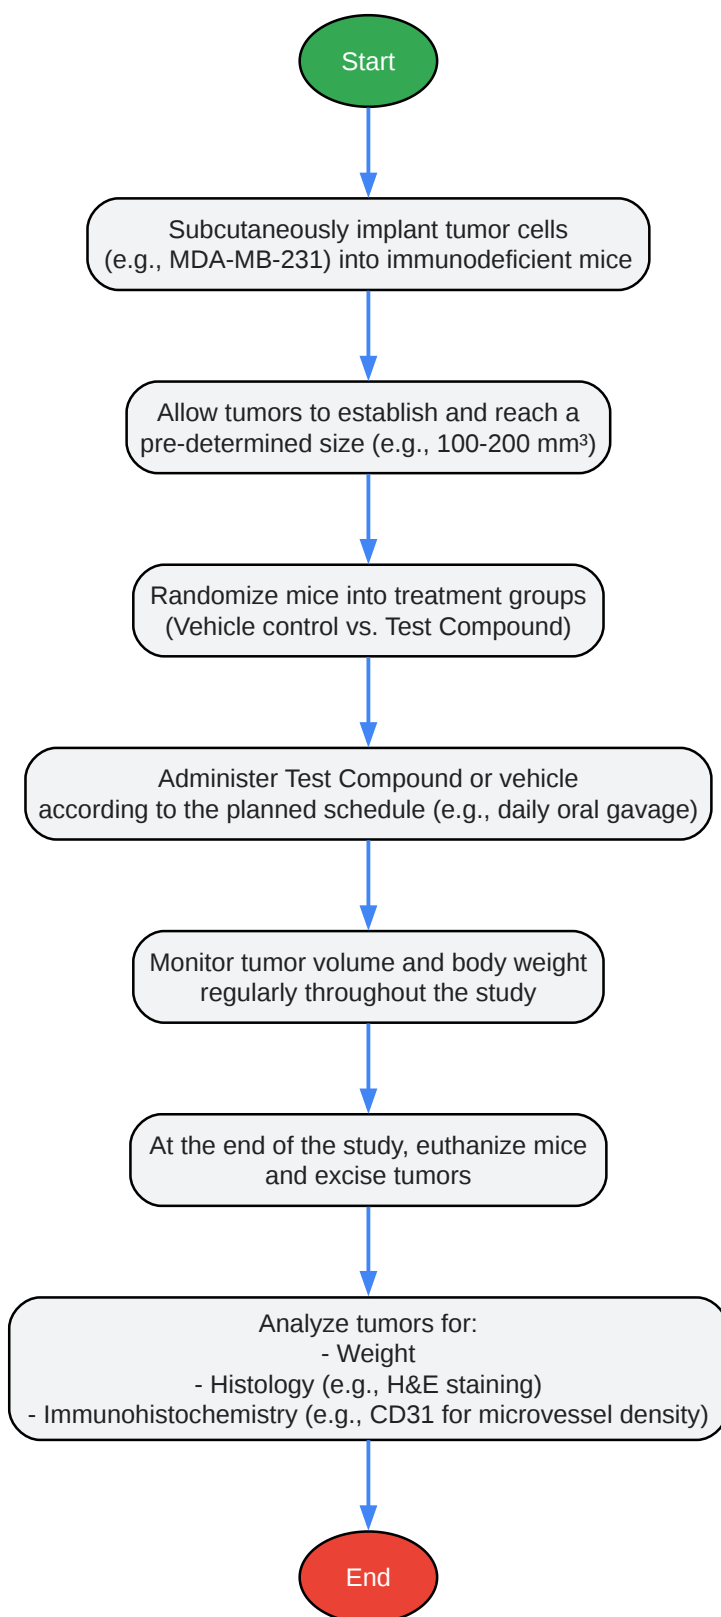 Start
Subcutaneously implant tumor cells
(e.g., MDA-MB-231) into immunodeficient mice
Allow tumors to establish and reach a
pre-determined size (e.g., 100-200 mm³)
Randomize mice into treatment groups
(Vehicle control vs. Test Compound)
Administer Test Compound or vehicle
according to the planned schedule (e.g., daily oral gavage)
Monitor tumor volume and body weight
regularly throughout the study
At the end of the study, euthanize mice
and excise tumors
Analyze tumors for:
- Weight
- Histology (e.g., H&E staining)
- Immunohistochemistry (e.g., CD31 for microvessel density)
End